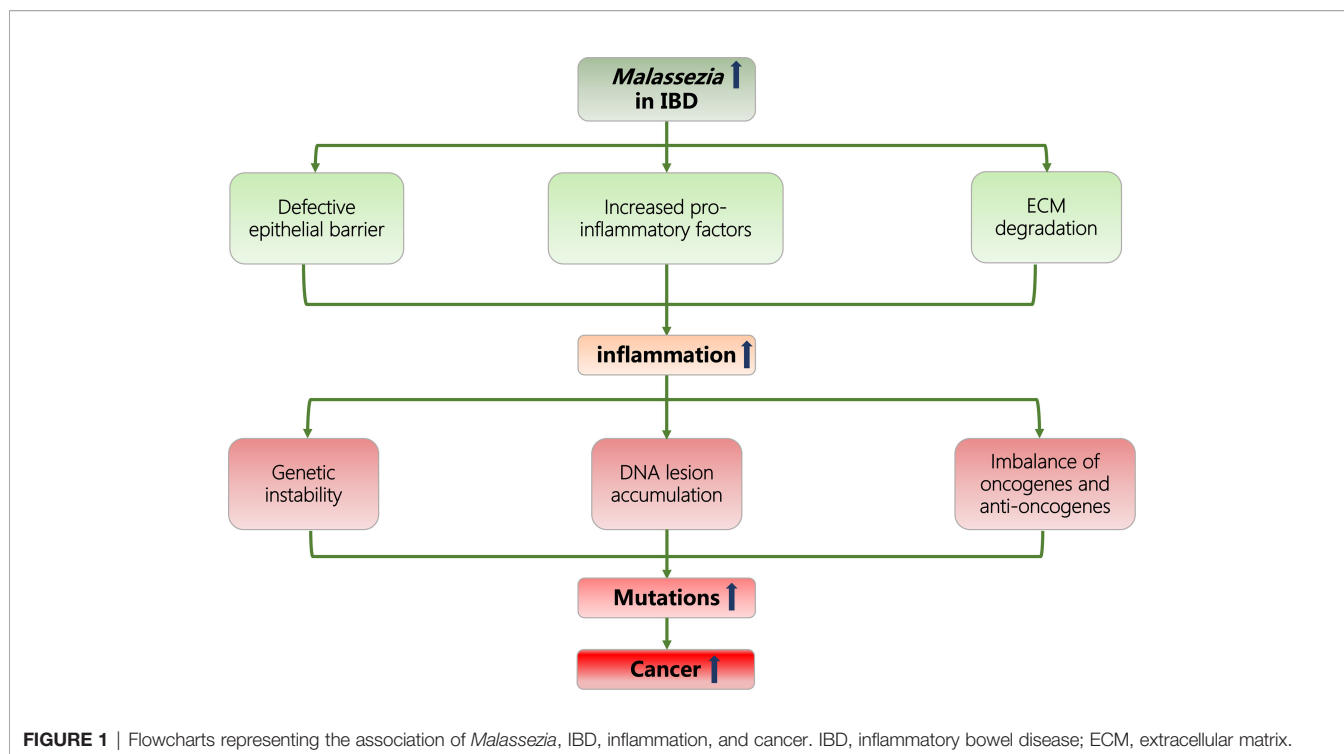 Malassezia
in IBD
Defective
epithelial barrier
Increased pro-
inflammatory factors
ECM
degradation
inflammation
Genetic
instability
DNA lesion
accumulation
Imbalance of
oncogenes and
anti-oncogenes
Mutations
Cancer
FIGURE 1 | Flowcharts representing the association of Malassezia, IBD, inflammation, and cancer. IBD, inflammatory bowel disease; ECM, extracellular matrix.